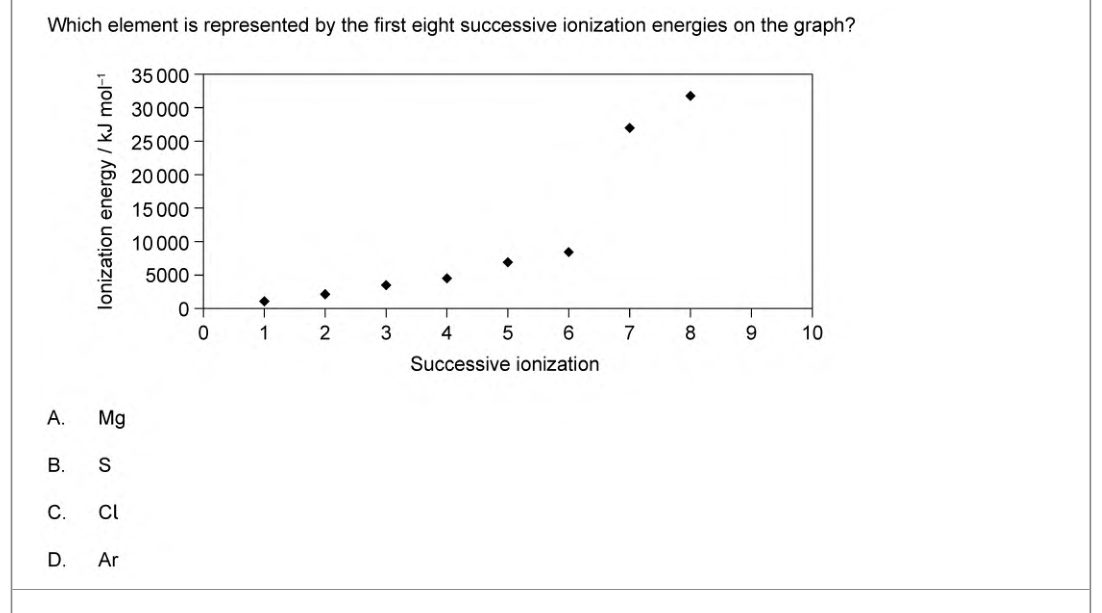 Which element is represented by the first eight successive ionization energies on the graph?
Ionization energy / kJ mol⁻¹
35 000
30 000
25 000
20 000
15 000
10 000
5000
0
0 1 2 3 4 5 6 7 8 9 10
Successive ionization
A. Mg
B. S
C. Cl
D. Ar